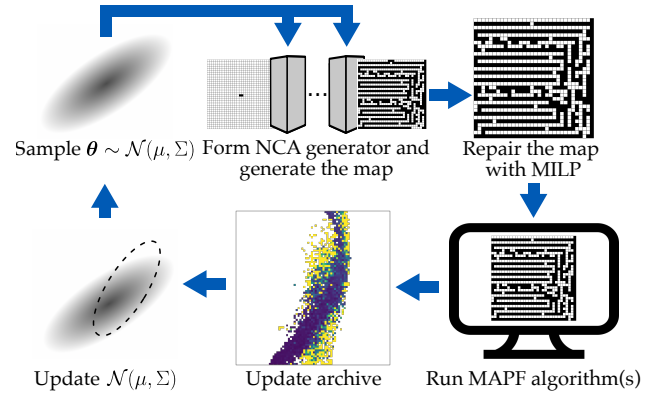 Sample θ ∼ 𝒩(μ, Σ)
...
Form NCA generator and
generate the map
Repair the map
with MILP
Update 𝒩(μ, Σ)
Update archive
Run MAPF algorithm(s)